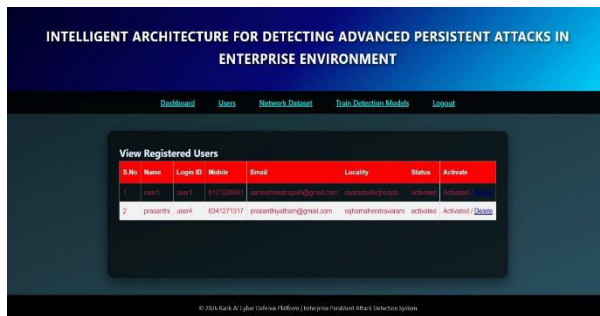 INTELLIGENT ARCHITECTURE FOR DETECTING ADVANCED PERSISTENT ATTACKS IN
ENTERPRISE ENVIRONMENT
Dashboard Users Network Dataset Train Detection Models Logout
View Registered Users
S.No Name Login ID Mobile Email Locality Status Activate
1 user1 user1 activated Activated /
2 prasanthi user4 8341271317 prasanthiyatham@gmail.com rajhamahendravaram activated Activated / Delete
© 2026 Rank AI Cyber Defense Platform | Enterprise Persistent Attack Detection System